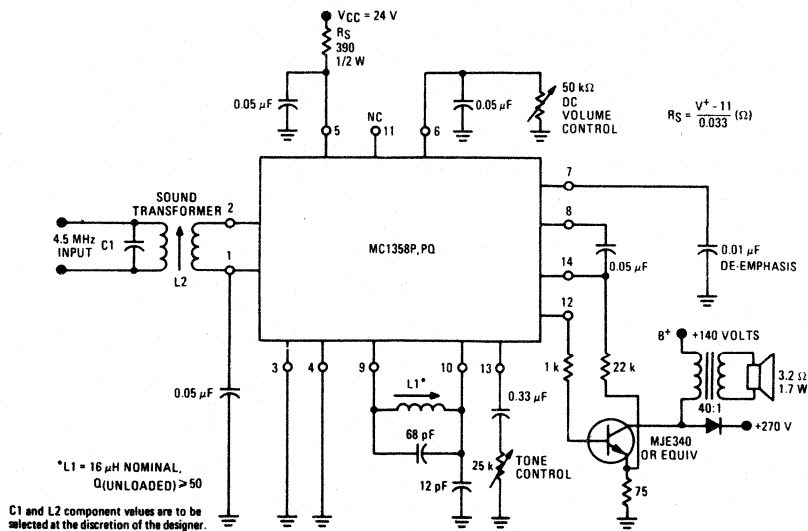 VCC = 24 V
RS
390
1/2 W
0.05 µF
NC
5
11
6
0.05 µF
50 kΩ
DC
VOLUME
CONTROL
RS = V+ - 11 / 0.033 (Ω)
SOUND
TRANSFORMER
2
4.5 MHz
INPUT
C1
1
L2
MC1358P,PQ
7
8
0.05 µF
14
12
0.01 µF
DE-EMPHASIS
3
4
9
10
13
L1*
0.05 µF
68 pF
12 pF
0.33 µF
25 k
TONE
CONTROL
1 k
22 k
B+
+140 VOLTS
3.2 Ω
1.7 W
40:1
+270 V
MJE340
OR EQUIV
75
*L1 = 16 µH NOMINAL,
Q(UNLOADED) ≥ 50
C1 and L2 component values are to be
selected at the discretion of the designer.